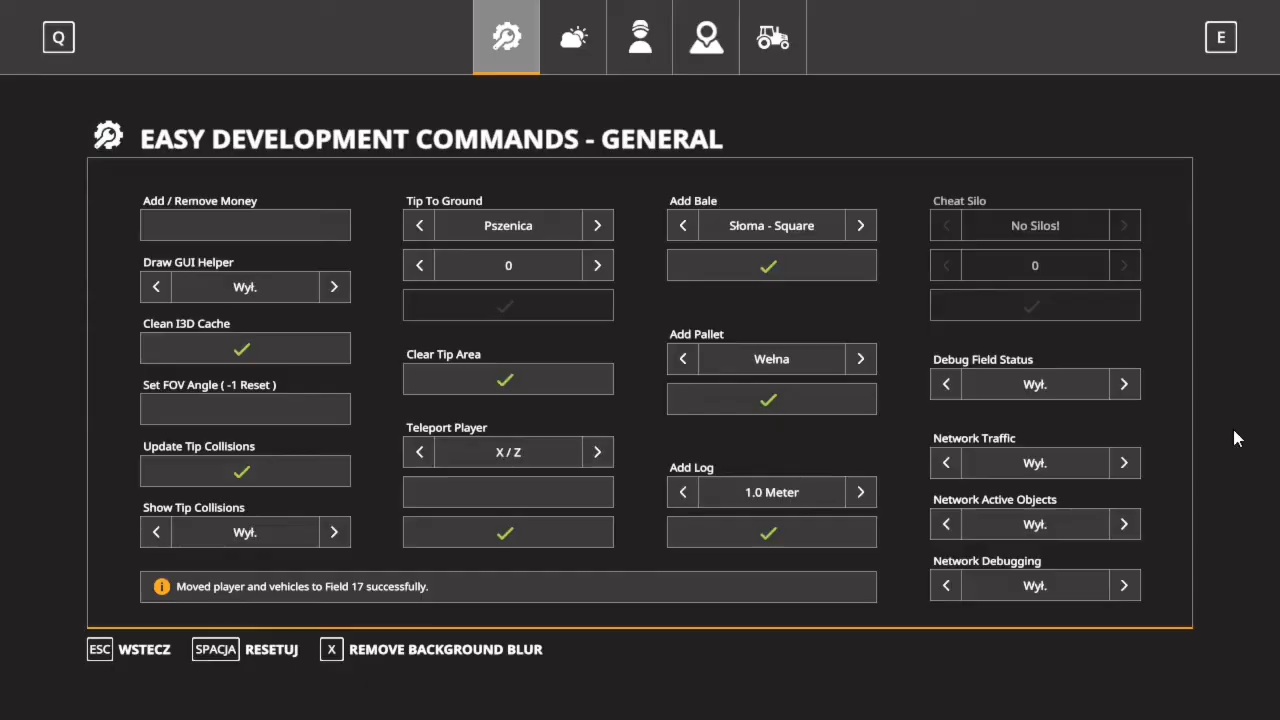 Q
E
EASY DEVELOPMENT COMMANDS - GENERAL
Add / Remove Money
Draw GUI Helper
Wył.
Clean I3D Cache
Set FOV Angle ( -1 Reset )
Update Tip Collisions
Show Tip Collisions
Wył.
Tip To Ground
Pszenica
0
Clear Tip Area
Teleport Player
X / Z
Add Bale
Słoma - Square
Add Pallet
Wełna
Add Log
1.0 Meter
Cheat Silo
No Silos!
0
Debug Field Status
Wył.
Network Traffic
Wył.
Network Active Objects
Wył.
Network Debugging
Wył.
Moved player and vehicles to Field 17 successfully.
ESC WSTECZ SPACJA RESETUJ X REMOVE BACKGROUND BLUR